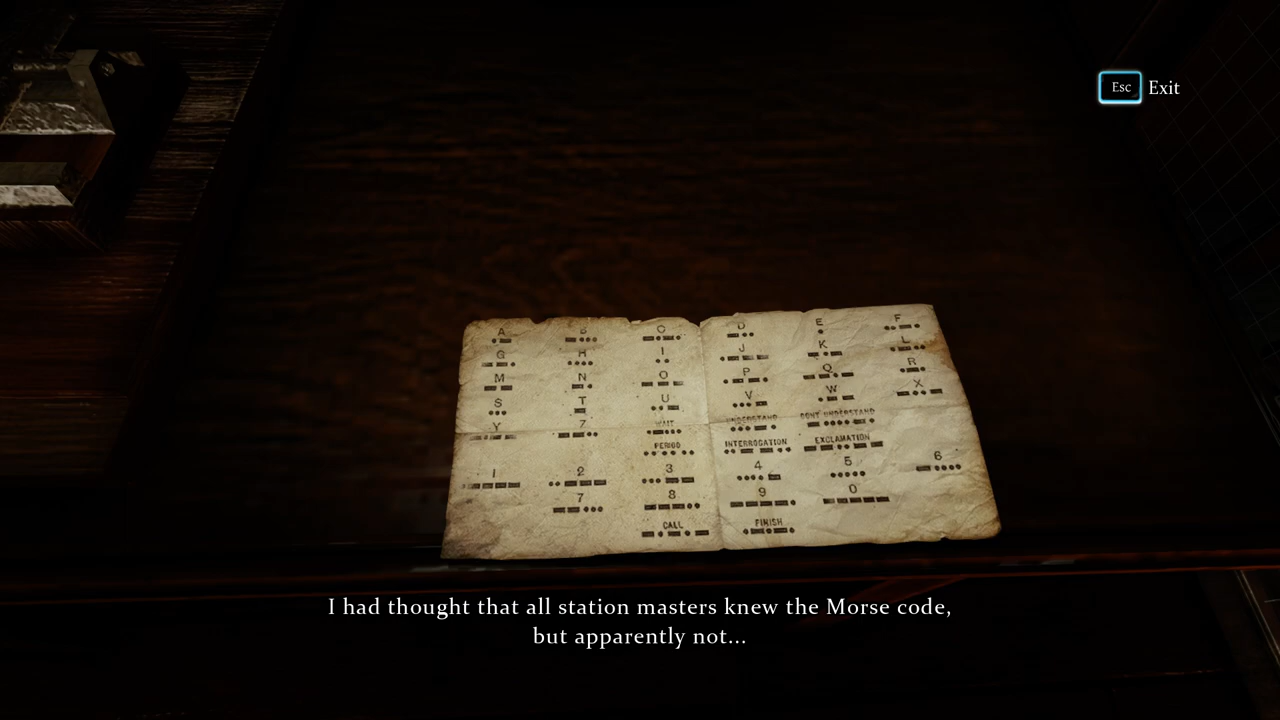 Esc Exit
A B C D E F
G H I J K L
M N O P Q R
S T U V W X
Y Z WAIT UNDERSTAND DONT UNDERSTAND
PERIOD INTERROGATION EXCLAMATION
1 2 3 4 5 6
7 8 9 0
CALL FINISH
I had thought that all station masters knew the Morse code,
but apparently not...